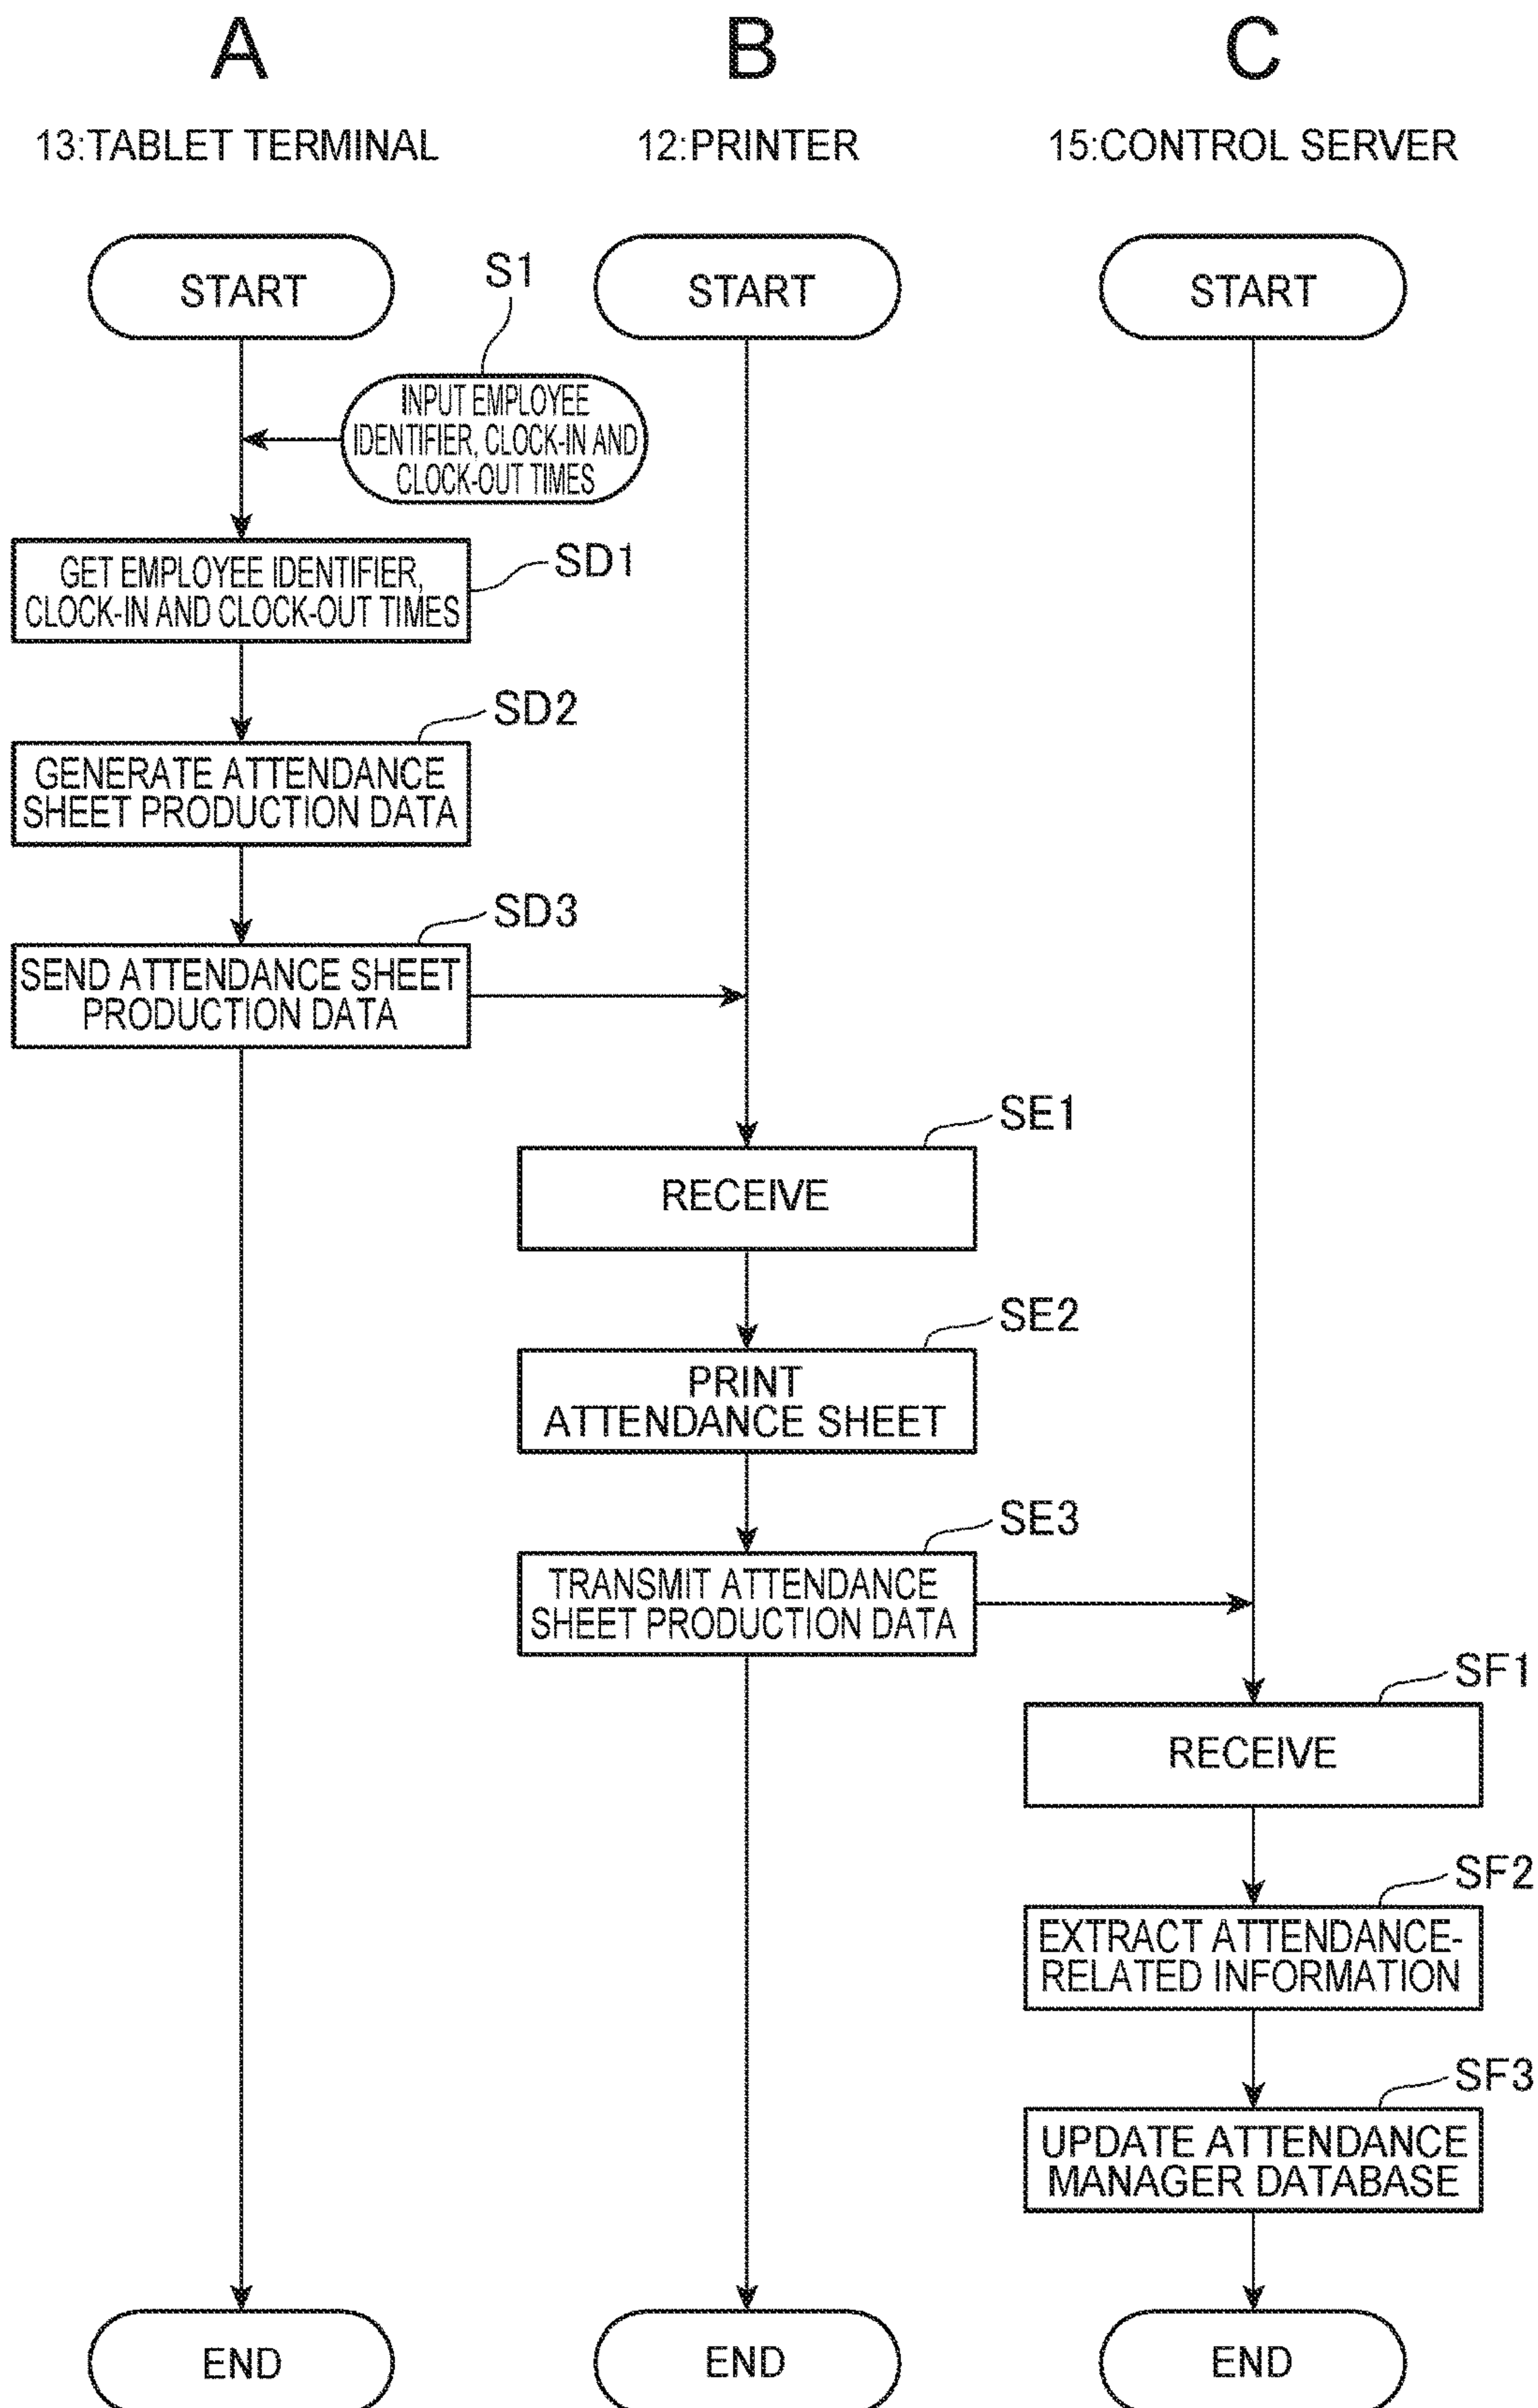 A
B
C
13:TABLET TERMINAL
12:PRINTER
15:CONTROL SERVER
START
START
START
S1
INPUT EMPLOYEE
IDENTIFIER, CLOCK-IN AND
CLOCK-OUT TIMES
SD1
GET EMPLOYEE IDENTIFIER,
CLOCK-IN AND CLOCK-OUT TIMES
SD2
GENERATE ATTENDANCE
SHEET PRODUCTION DATA
SD3
SEND ATTENDANCE SHEET
PRODUCTION DATA
SE1
RECEIVE
SE2
PRINT
ATTENDANCE SHEET
SE3
TRANSMIT ATTENDANCE
SHEET PRODUCTION DATA
SF1
RECEIVE
SF2
EXTRACT ATTENDANCE-
RELATED INFORMATION
SF3
UPDATE ATTENDANCE
MANAGER DATABASE
END
END
END